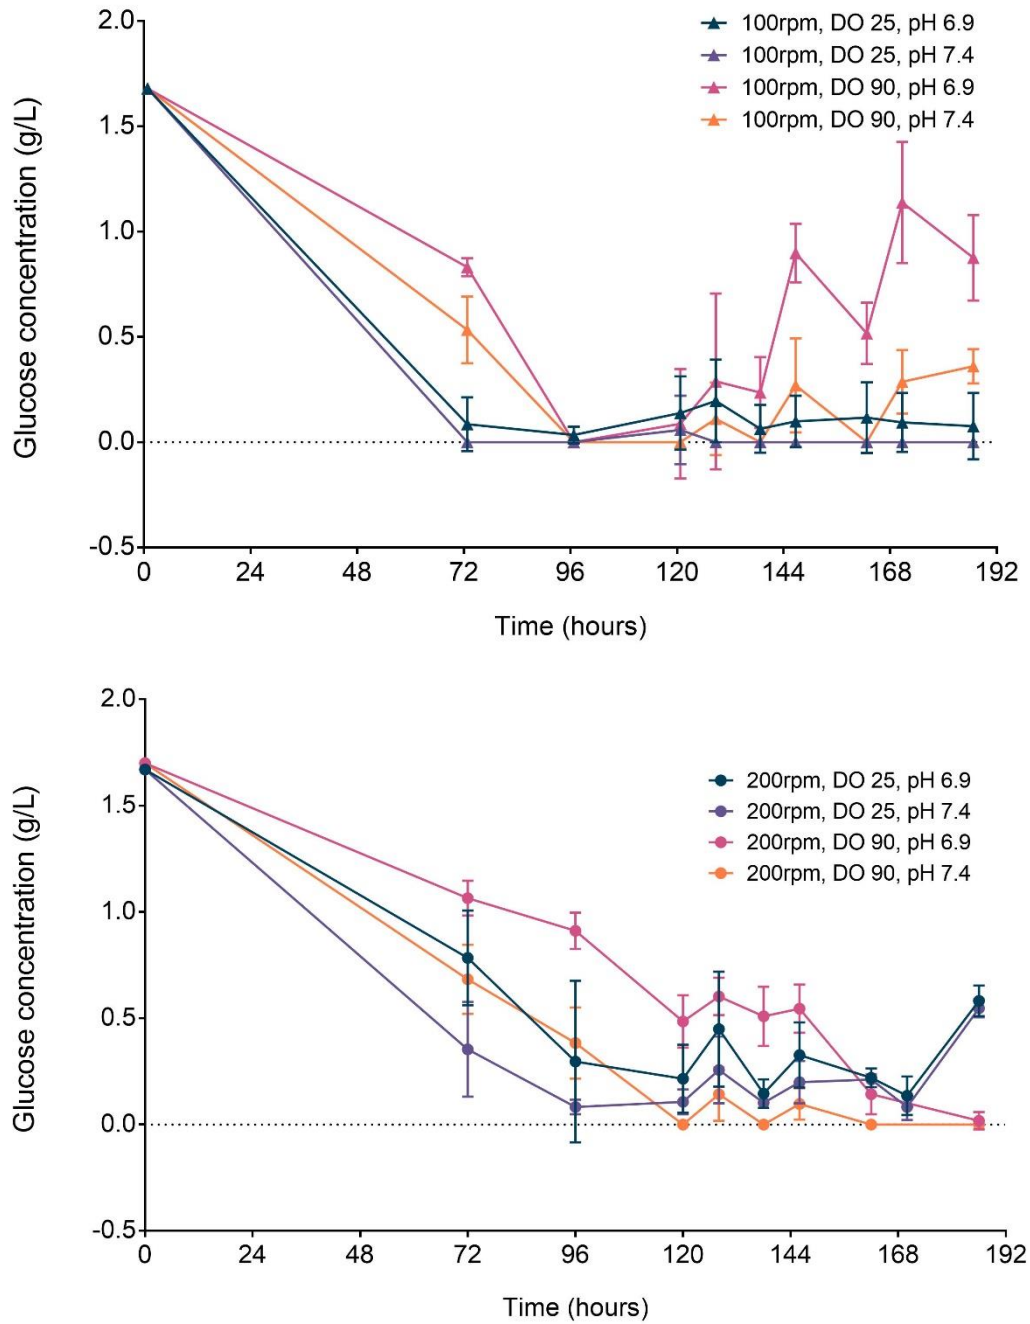 2.0
1.5
1.0
0.5
0.0
-0.5
Glucose concentration (g/L)
100rpm, DO 25, pH 6.9
100rpm, DO 25, pH 7.4
100rpm, DO 90, pH 6.9
100rpm, DO 90, pH 7.4
0 24 48 72 96 120 144 168 192
Time (hours)
2.0
1.5
1.0
0.5
0.0
-0.5
Glucose concentration (g/L)
200rpm, DO 25, pH 6.9
200rpm, DO 25, pH 7.4
200rpm, DO 90, pH 6.9
200rpm, DO 90, pH 7.4
0 24 48 72 96 120 144 168 192
Time (hours)